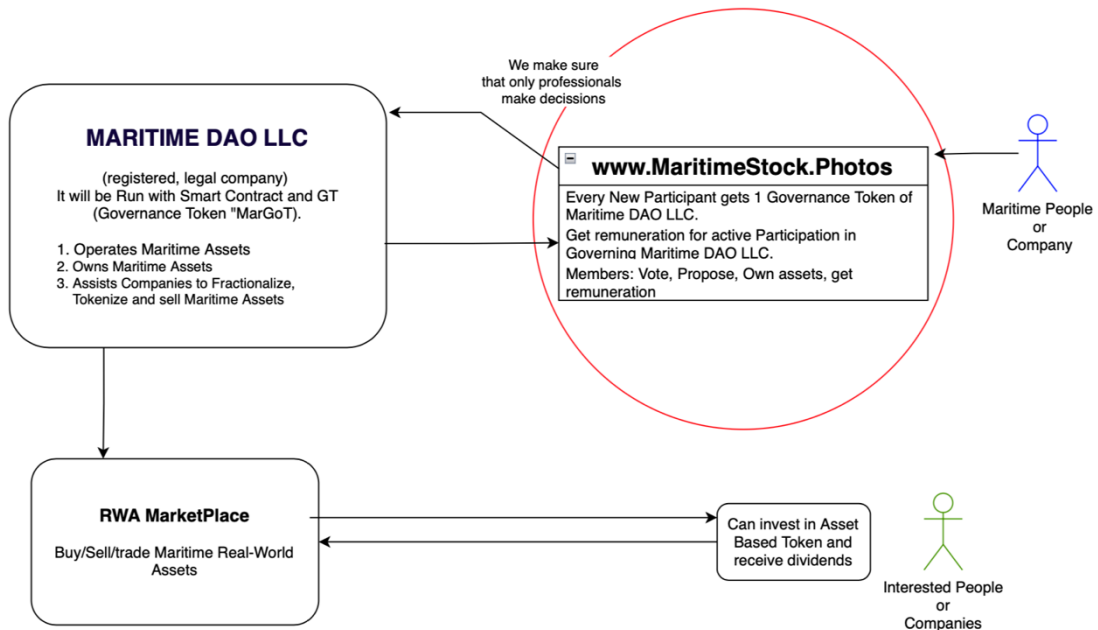 We make sure
that only professionals
make decissions
MARITIME DAO LLC
(registered, legal company)
It will be Run with Smart Contract and GT
(Governance Token "MarGoT).
1. Operates Maritime Assets
2. Owns Maritime Assets
3. Assists Companies to Fractionalize,
Tokenize and sell Maritime Assets
www.MaritimeStock.Photos
Every New Participant gets 1 Governance Token of
Maritime DAO LLC.
Get remuneration for active Participation in
Governing Maritime DAO LLC.
Members: Vote, Propose, Own assets, get
remuneration
Maritime People
or
Company
RWA MarketPlace
Buy/Sell/trade Maritime Real-World
Assets
Can invest in Asset
Based Token and
receive dividends
Interested People
or
Companies